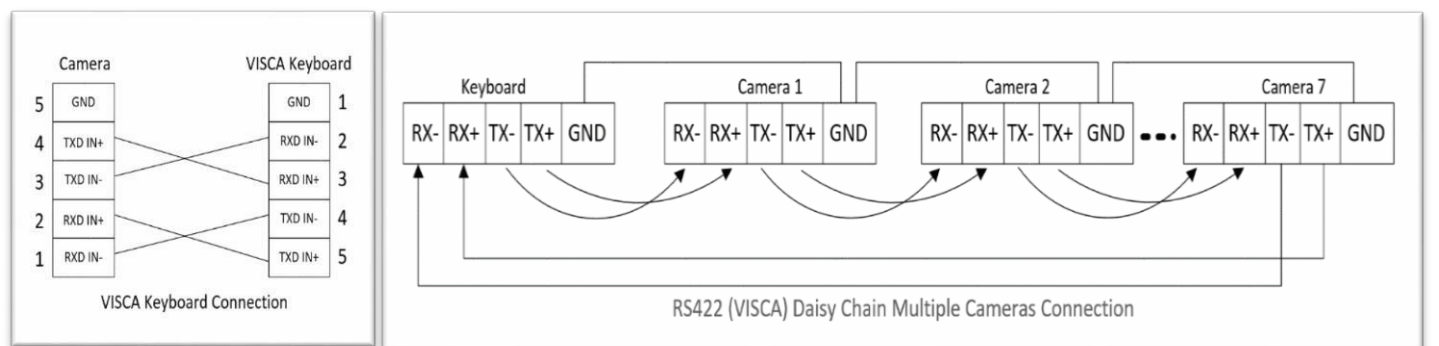 Camera
VISCA Keyboard
5 GND
GND 1
4 TXD IN+
RXD IN- 2
3 TXD IN-
RXD IN+ 3
2 RXD IN+
TXD IN- 4
1 RXD IN-
TXD IN+ 5
VISCA Keyboard Connection
Keyboard
Camera 1
Camera 2
Camera 7
RX- RX+ TX- TX+ GND
RX- RX+ TX- TX+ GND
RX- RX+ TX- TX+ GND
RX- RX+ TX- TX+ GND
RS422 (VISCA) Daisy Chain Multiple Cameras Connection